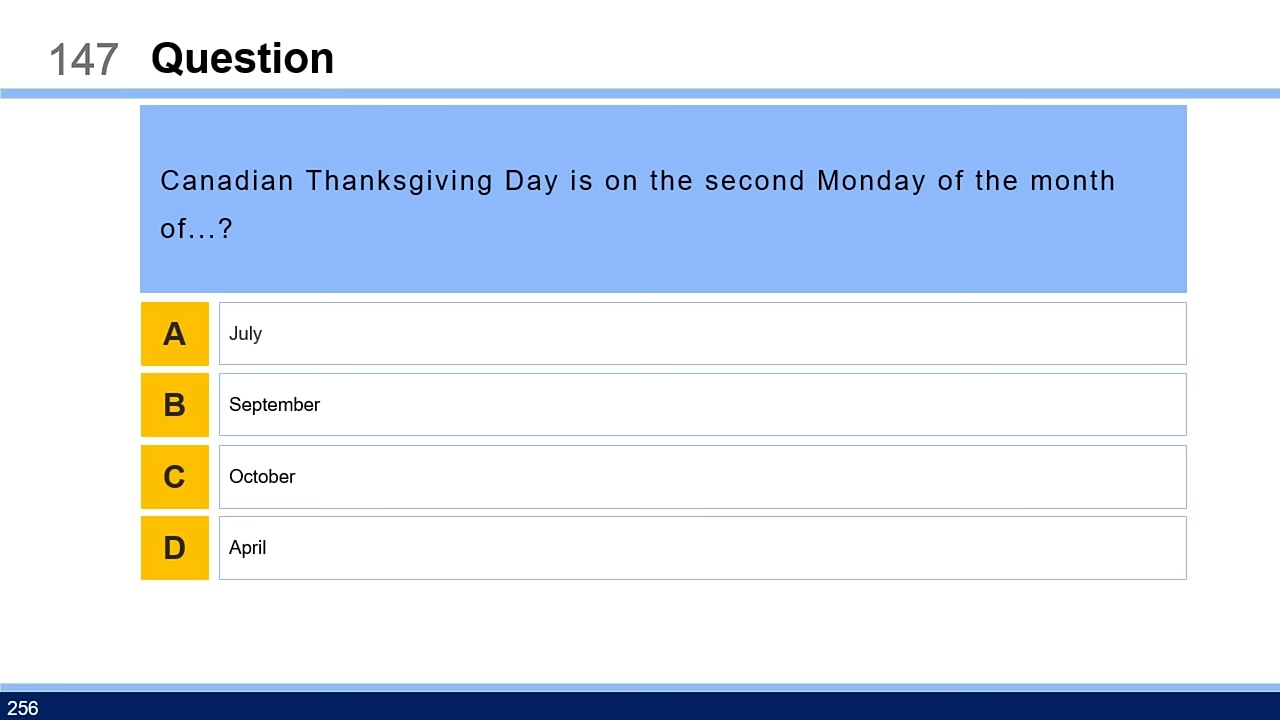 147 Question
Canadian Thanksgiving Day is on the second Monday of the month
of...?
A July
B September
C October
D April
256